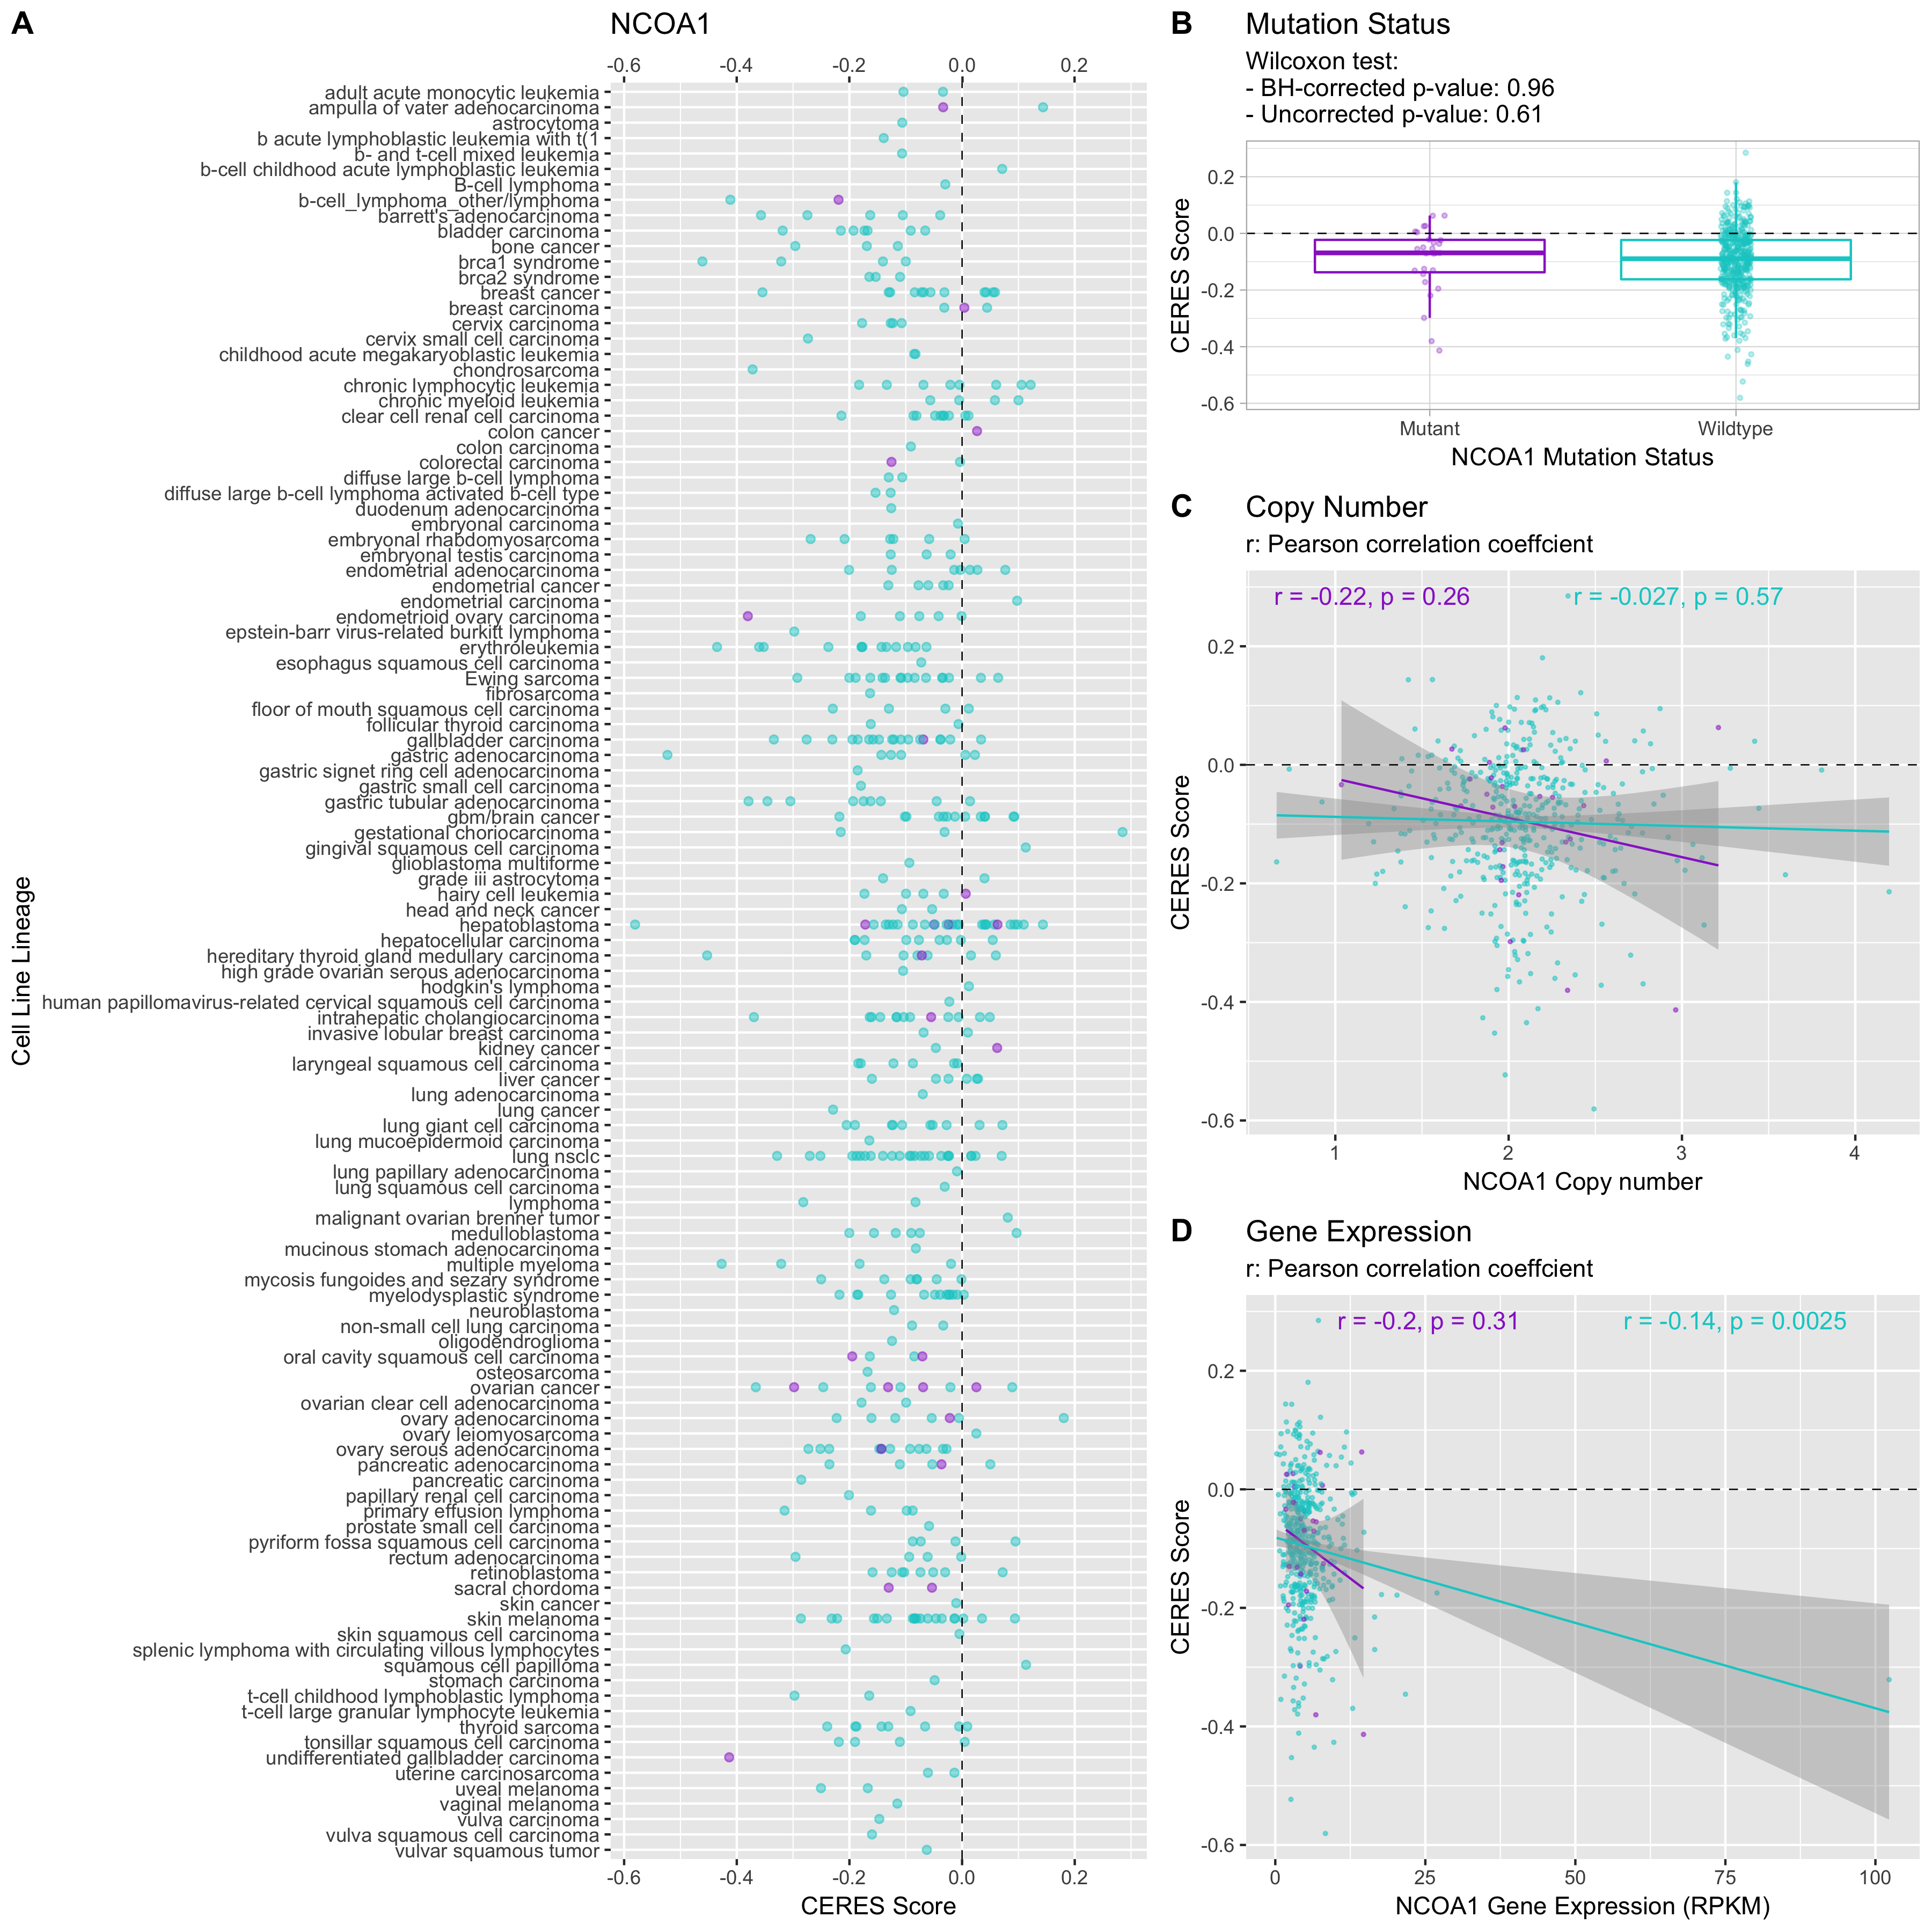 A
NCOA1
-0.6 -0.4 -0.2 0.0 0.2
adult acute monocytic leukemia
ampulla of vater adenocarcinoma
astrocytoma
b acute lymphoblastic leukemia with t(1
b- and t-cell mixed leukemia
b-cell childhood acute lymphoblastic leukemia
B-cell lymphoma
b-cell_lymphoma_other/lymphoma
barrett's adenocarcinoma
bladder carcinoma
bone cancer
brca1 syndrome
brca2 syndrome
breast cancer
breast carcinoma
cervix carcinoma
cervix small cell carcinoma
childhood acute megakaryoblastic leukemia
chondrosarcoma
chronic lymphocytic leukemia
chronic myeloid leukemia
clear cell renal cell carcinoma
colon cancer
colon carcinoma
colorectal carcinoma
diffuse large b-cell lymphoma
diffuse large b-cell lymphoma activated b-cell type
duodenum adenocarcinoma
embryonal carcinoma
embryonal rhabdomyosarcoma
embryonal testis carcinoma
endometrial adenocarcinoma
endometrial cancer
endometrial carcinoma
endometrioid ovary carcinoma
epstein-barr virus-related burkitt lymphoma
erythroleukemia
esophagus squamous cell carcinoma
Ewing sarcoma
fibrosarcoma
floor of mouth squamous cell carcinoma
follicular thyroid carcinoma
gallbladder carcinoma
gastric adenocarcinoma
gastric signet ring cell adenocarcinoma
gastric small cell carcinoma
gastric tubular adenocarcinoma
gbm/brain cancer
gestational choriocarcinoma
gingival squamous cell carcinoma
glioblastoma multiforme
grade iii astrocytoma
hairy cell leukemia
head and neck cancer
hepatoblastoma
hepatocellular carcinoma
hereditary thyroid gland medullary carcinoma
high grade ovarian serous adenocarcinoma
hodgkin's lymphoma
human papillomavirus-related cervical squamous cell carcinoma
intrahepatic cholangiocarcinoma
invasive lobular breast carcinoma
kidney cancer
laryngeal squamous cell carcinoma
liver cancer
lung adenocarcinoma
lung cancer
lung giant cell carcinoma
lung mucoepidermoid carcinoma
lung nsclc
lung papillary adenocarcinoma
lung squamous cell carcinoma
lymphoma
malignant ovarian brenner tumor
medulloblastoma
mucinous stomach adenocarcinoma
multiple myeloma
mycosis fungoides and sezary syndrome
myelodysplastic syndrome
neuroblastoma
non-small cell lung carcinoma
oligodendroglioma
oral cavity squamous cell carcinoma
osteosarcoma
ovarian cancer
ovarian clear cell adenocarcinoma
ovary adenocarcinoma
ovary leiomyosarcoma
ovary serous adenocarcinoma
pancreatic adenocarcinoma
pancreatic carcinoma
papillary renal cell carcinoma
primary effusion lymphoma
prostate small cell carcinoma
pyriform fossa squamous cell carcinoma
rectum adenocarcinoma
retinoblastoma
sacral chordoma
skin cancer
skin melanoma
skin squamous cell carcinoma
splenic lymphoma with circulating villous lymphocytes
squamous cell papilloma
stomach carcinoma
t-cell childhood lymphoblastic lymphoma
t-cell large granular lymphocyte leukemia
thyroid sarcoma
tonsillar squamous cell carcinoma
undifferentiated gallbladder carcinoma
uterine carcinosarcoma
uveal melanoma
vaginal melanoma
vulva carcinoma
vulva squamous cell carcinoma
vulvar squamous tumor
-0.6 -0.4 -0.2 0.0 0.2
CERES Score
Cell Line Lineage
B
Mutation Status
Wilcoxon test:
- BH-corrected p-value: 0.96
- Uncorrected p-value: 0.61
0.2
0.0
-0.2
-0.4
-0.6
CERES Score
Mutant Wildtype
NCOA1 Mutation Status
C
Copy Number
r: Pearson correlation coeffcient
r = -0.22, p = 0.26 r = -0.027, p = 0.57
0.2
0.0
-0.2
-0.4
-0.6
CERES Score
1 2 3 4
NCOA1 Copy number
D
Gene Expression
r: Pearson correlation coeffcient
r = -0.2, p = 0.31 r = -0.14, p = 0.0025
0.2
0.0
-0.2
-0.4
-0.6
CERES Score
0 25 50 75 100
NCOA1 Gene Expression (RPKM)